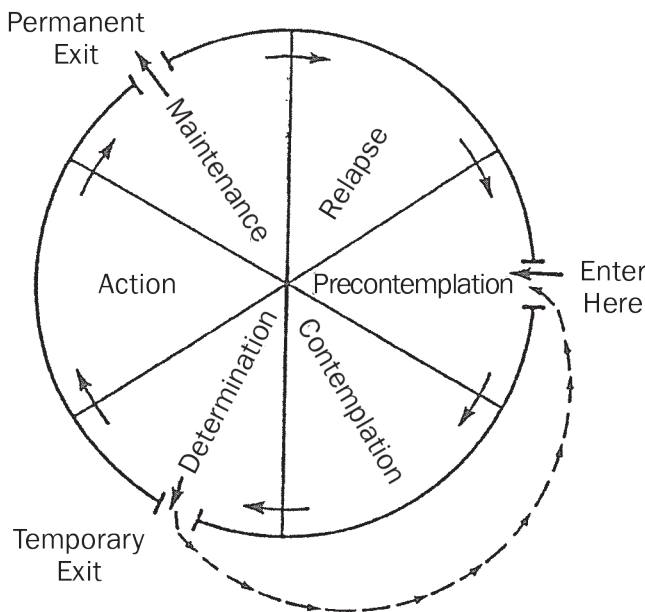 Permanent
Exit
Maintenance
Relapse
Action
Precontemplation
Enter
Here
Determination
Contemplation
Temporary
Exit